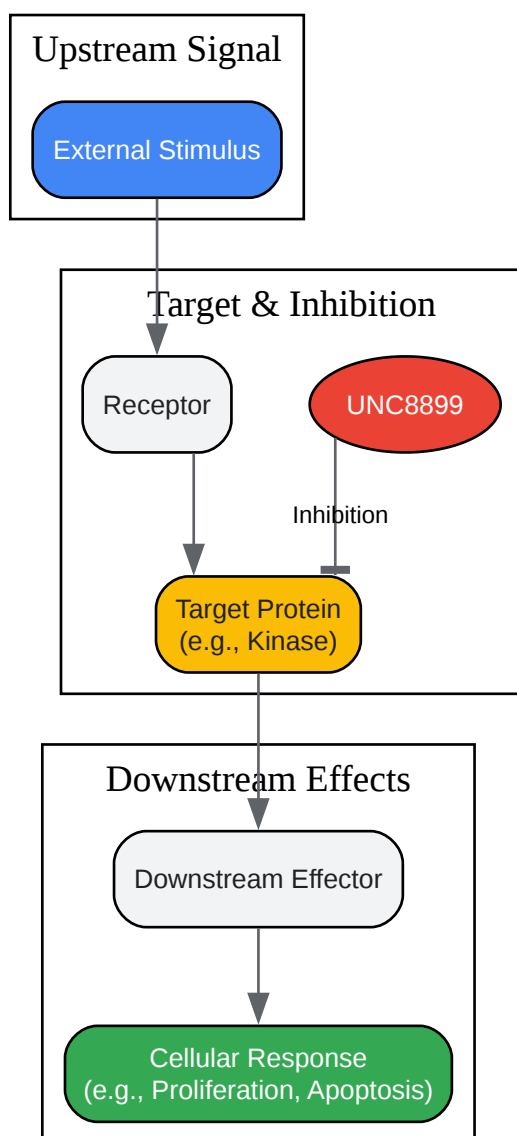 Upstream Signal
External Stimulus
Target & Inhibition
Receptor
UNC8899
Inhibition
Target Protein
(e.g., Kinase)
Downstream Effects
Downstream Effector
Cellular Response
(e.g., Proliferation, Apoptosis)